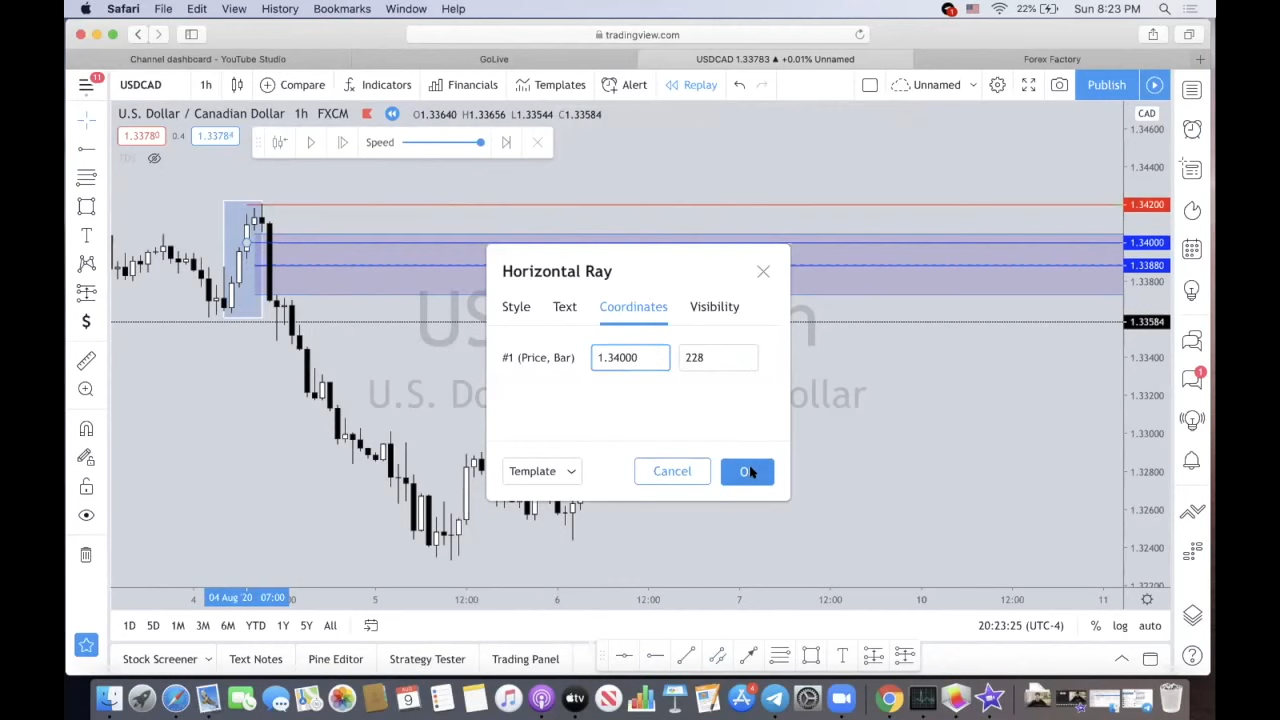 Safari File Edit View History Bookmarks Window Help 22% Sun 8:23 PM
tradingview.com
Channel dashboard - YouTube Studio GoLive USDCAD 1.33783 ▲ +0.01% Unnamed Forex Factory
11 USDCAD 1h Compare Indicators Financials Templates Alert Replay Unnamed Publish
U.S. Dollar / Canadian Dollar 1h FXCM O1.33640 H1.33656 L1.33544 C1.33584 CAD
1.33780 0.4 1.33784 Speed
1.34600
1.34400
1.34200
1.34000
1.33880
1.33800
1.33584
1.33400
1.33200
1.33000
1.32800
1.32600
1.32400
Horizontal Ray
Style Text Coordinates Visibility
#1 (Price, Bar) 1.34000 228
Template Cancel
U.S. Dollar
4 04 Aug '20 07:00 5 12:00 6 12:00 7 12:00 10 12:00 11
1D 5D 1M 3M 6M YTD 1Y 5Y All 20:23:25 (UTC-4) % log auto
Stock Screener Text Notes Pine Editor Strategy Tester Trading Panel